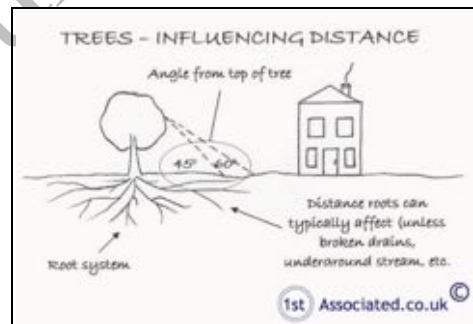 TREES - INFLUENCING DISTANCE
Angle from top of tree
45° 60°
Distance roots can
typically affect (unless
broken drains,
underground stream, etc.
Root system
1st Associated.co.uk ©